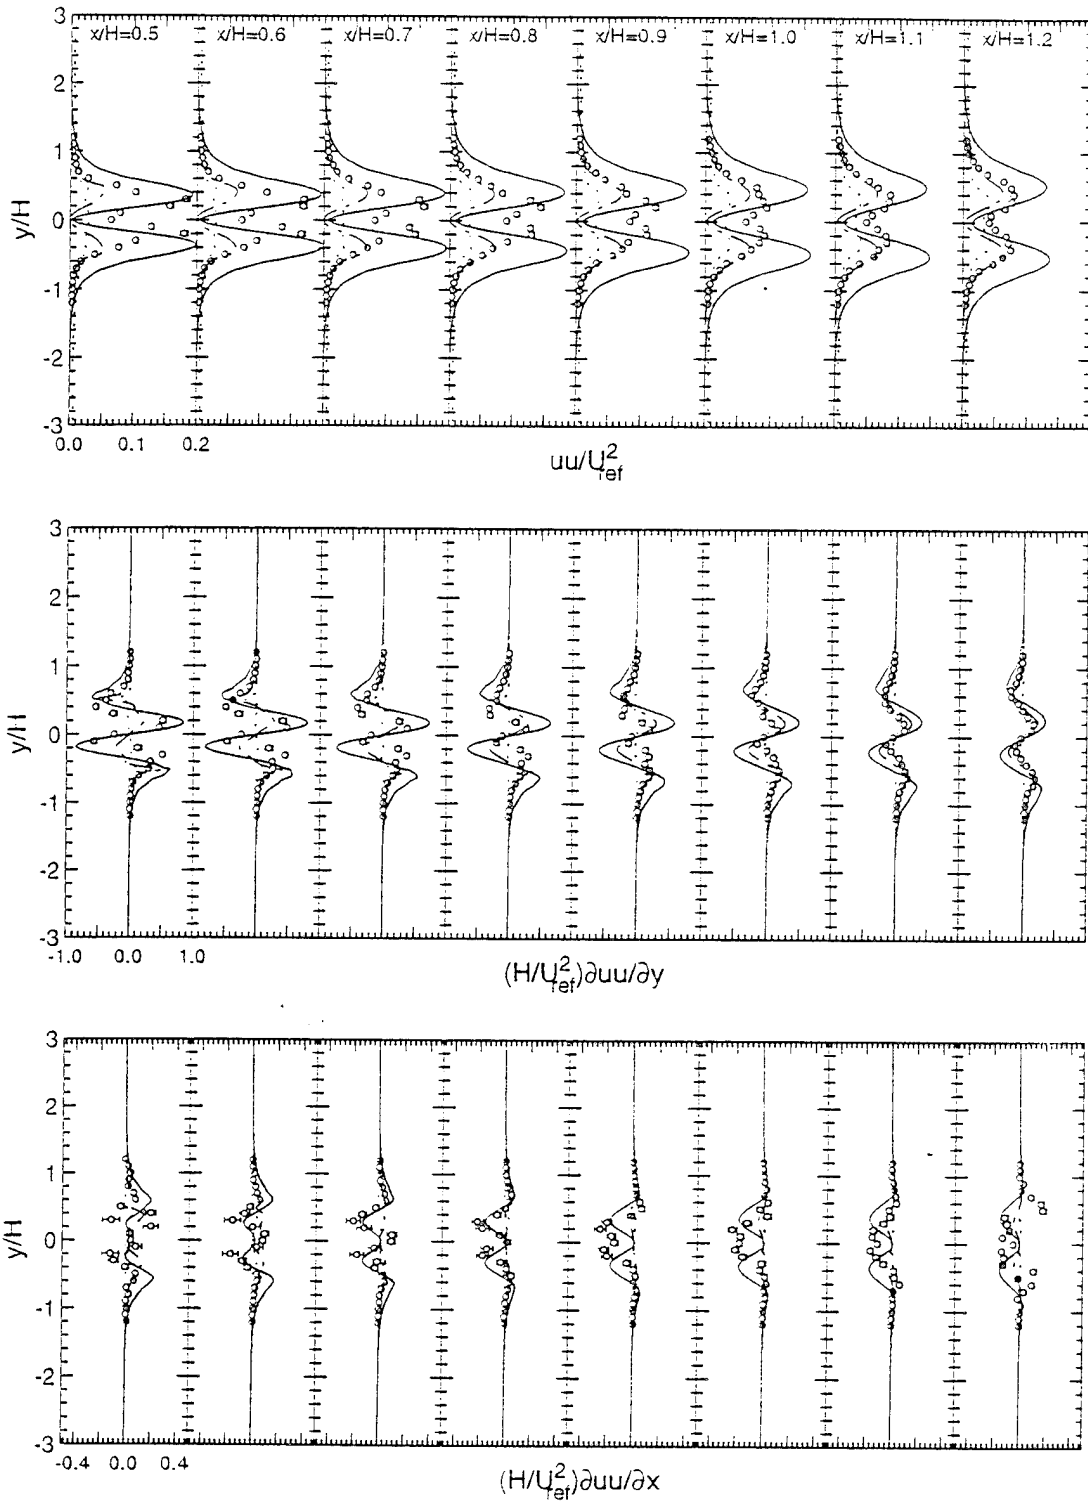 x/H=0.5 x/H=0.6 x/H=0.7 x/H=0.8 x/H=0.9 x/H=1.0 x/H=1.1 x/H=1.2
3
2
1
0
-1
-2
-3
y/H
0.0 0.1 0.2
uu/U²ref
3
2
1
0
-1
-2
-3
y/H
-1.0 0.0 1.0
(H/U²ref)∂uu/∂y
3
2
1
0
-1
-2
-3
y/H
-0.4 0.0 0.4
(H/U²ref)∂uu/∂x